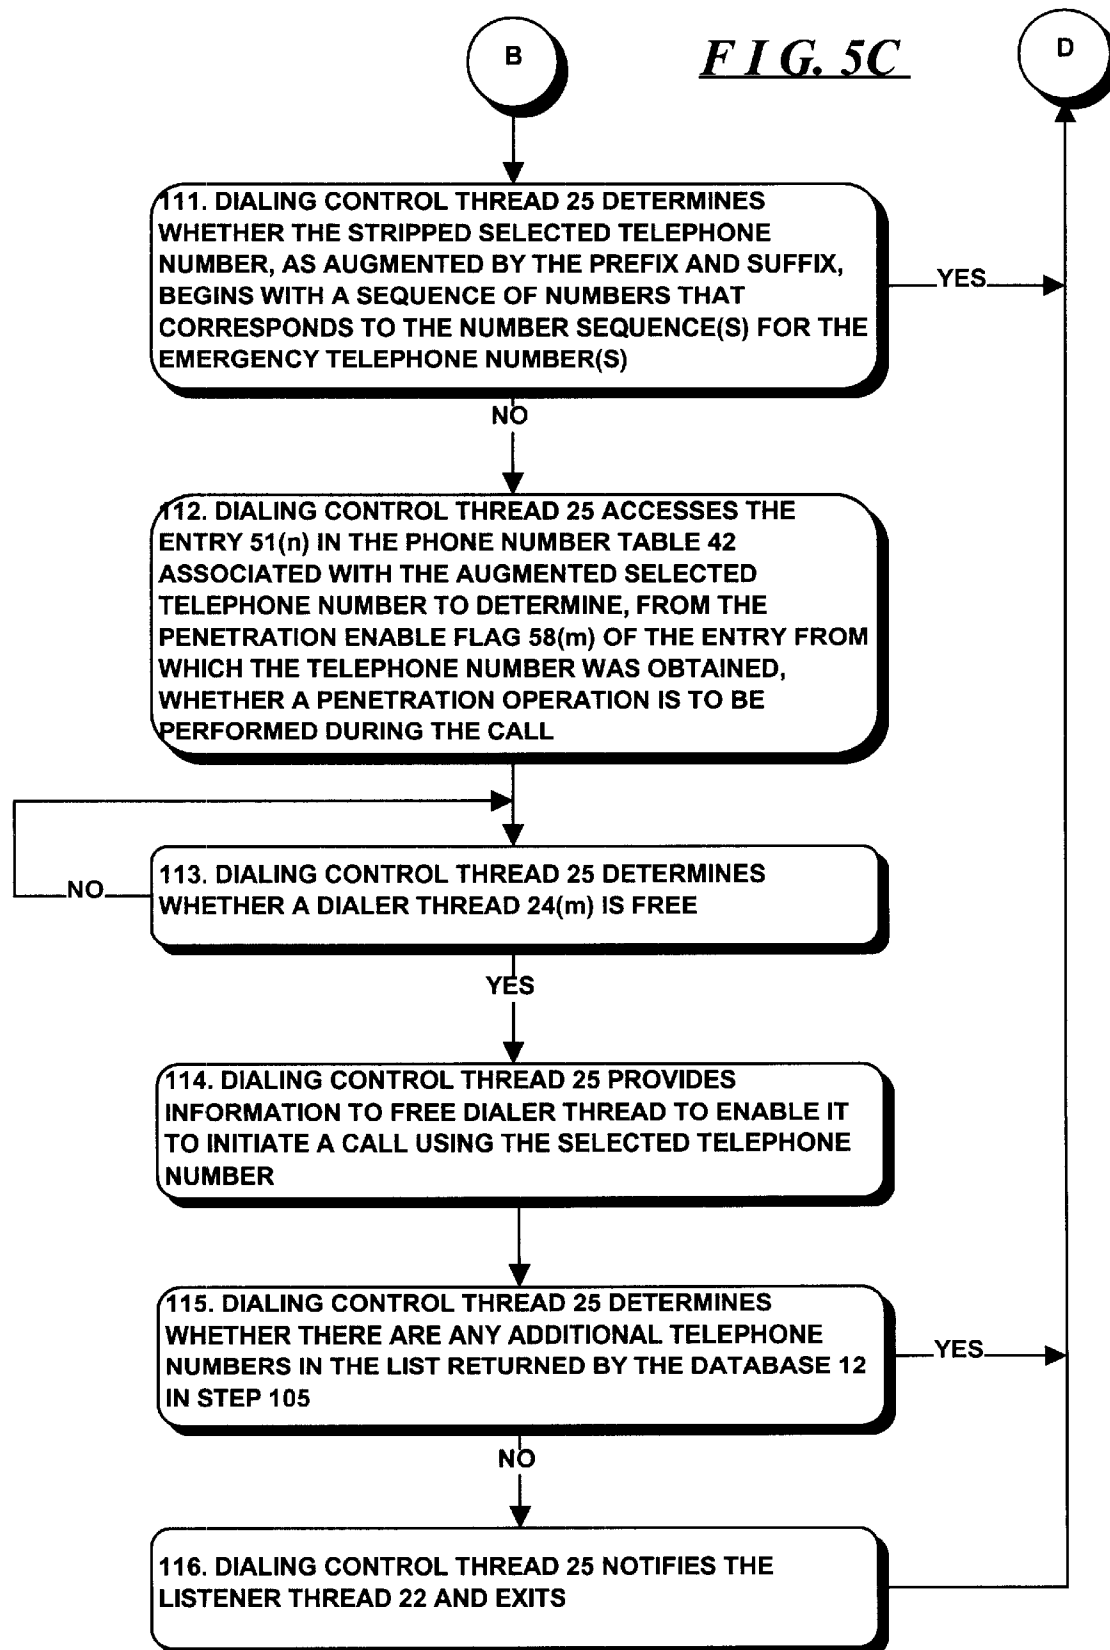 B
F I G. 5C
D
111. DIALING CONTROL THREAD 25 DETERMINES
WHETHER THE STRIPPED SELECTED TELEPHONE
NUMBER, AS AUGMENTED BY THE PREFIX AND SUFFIX,
BEGINS WITH A SEQUENCE OF NUMBERS THAT
CORRESPONDS TO THE NUMBER SEQUENCE(S) FOR THE
EMERGENCY TELEPHONE NUMBER(S)
YES
NO
112. DIALING CONTROL THREAD 25 ACCESSES THE
ENTRY 51(n) IN THE PHONE NUMBER TABLE 42
ASSOCIATED WITH THE AUGMENTED SELECTED
TELEPHONE NUMBER TO DETERMINE, FROM THE
PENETRATION ENABLE FLAG 58(m) OF THE ENTRY FROM
WHICH THE TELEPHONE NUMBER WAS OBTAINED,
WHETHER A PENETRATION OPERATION IS TO BE
PERFORMED DURING THE CALL
NO
113. DIALING CONTROL THREAD 25 DETERMINES
WHETHER A DIALER THREAD 24(m) IS FREE
YES
114. DIALING CONTROL THREAD 25 PROVIDES
INFORMATION TO FREE DIALER THREAD TO ENABLE IT
TO INITIATE A CALL USING THE SELECTED TELEPHONE
NUMBER
115. DIALING CONTROL THREAD 25 DETERMINES
WHETHER THERE ARE ANY ADDITIONAL TELEPHONE
NUMBERS IN THE LIST RETURNED BY THE DATABASE 12
IN STEP 105
YES
NO
116. DIALING CONTROL THREAD 25 NOTIFIES THE
LISTENER THREAD 22 AND EXITS